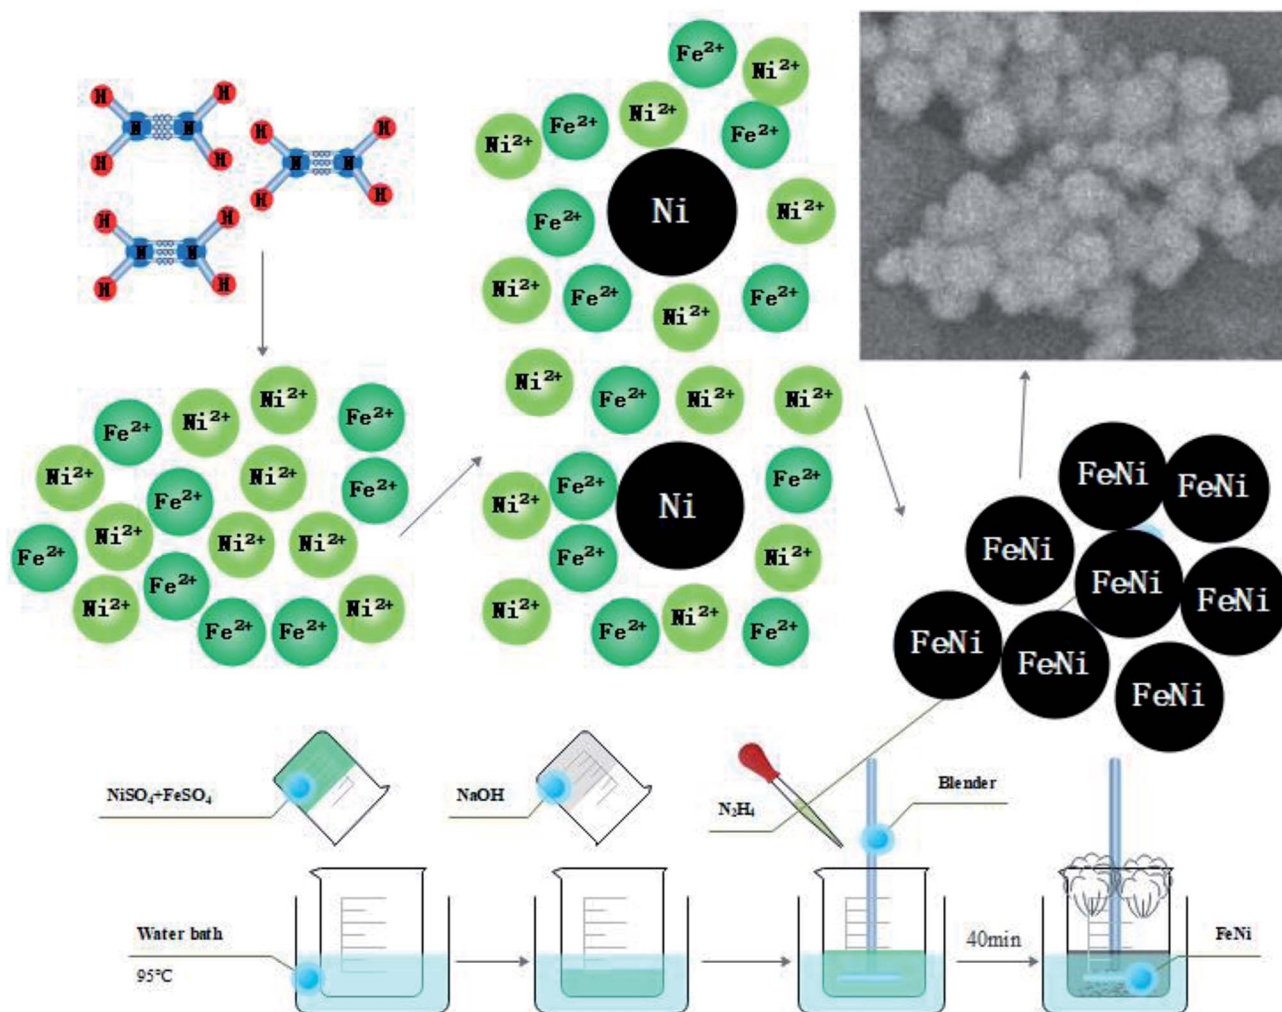 H H
N N
H H
H H
N N
H H
H H
N N
H H
Fe²⁺
Ni²⁺
Ni²⁺
Fe²⁺
Fe²⁺
Ni²⁺
Ni
Fe²⁺
Ni²⁺
Ni²⁺
Fe²⁺
Ni²⁺
Fe²⁺
Ni²⁺
Fe²⁺
Ni²⁺
Ni²⁺
Ni²⁺
Fe²⁺
Ni
Fe²⁺
Ni²⁺
Fe²⁺
Ni²⁺
Ni²⁺
Fe²⁺
Ni²⁺
Fe²⁺
Ni²⁺
Ni²⁺
Fe²⁺
Fe²⁺
Ni²⁺
Ni²⁺
Fe²⁺
Fe²⁺
Ni²⁺
Ni²⁺
Ni²⁺
Fe²⁺
Fe²⁺
Ni²⁺
Ni²⁺
Fe²⁺
Fe²⁺
FeNi
FeNi
FeNi
FeNi
FeNi
FeNi
FeNi
FeNi
NiSO₄+FeSO₄
NaOH
N₂H₄
Blender
Water bath
95℃
40min
FeNi